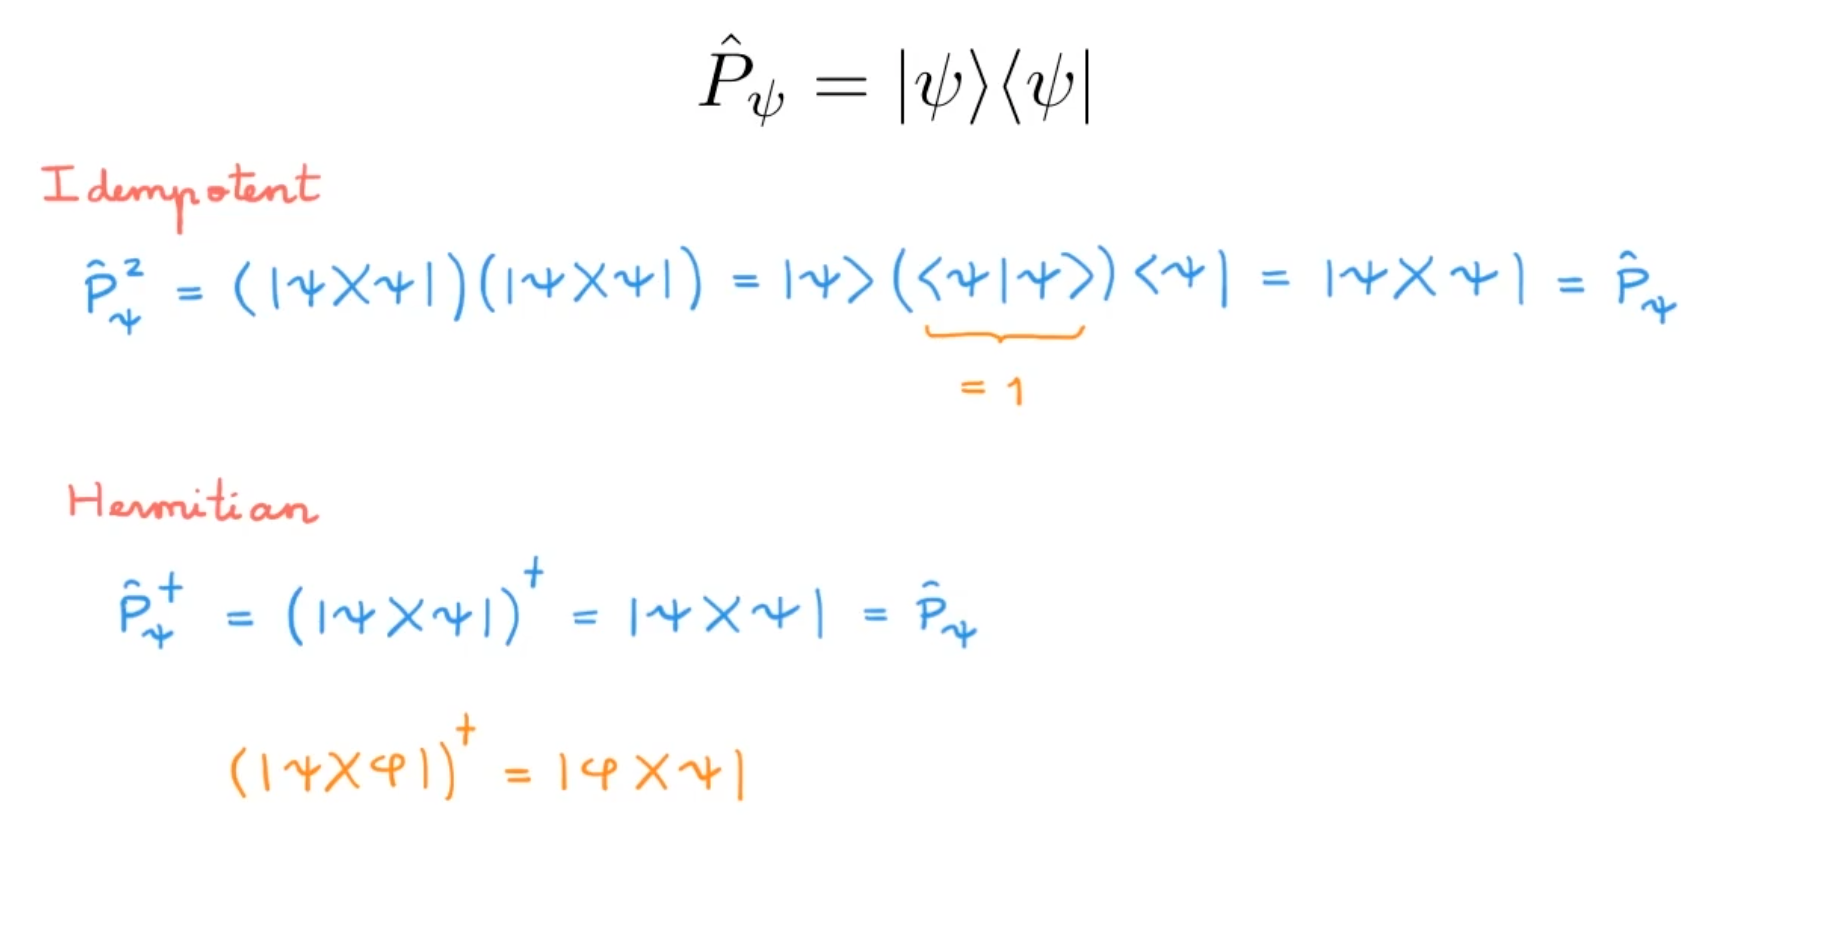 P̂_ψ = |ψ⟩⟨ψ|
Idempotent
P̂_ψ² = (|ψ⟩⟨ψ|)(|ψ⟩⟨ψ|) = |ψ⟩(⟨ψ|ψ⟩)⟨ψ| = |ψ⟩⟨ψ| = P̂_ψ
= 1
Hermitian
P̂_ψ† = (|ψ⟩⟨ψ|)† = |ψ⟩⟨ψ| = P̂_ψ
(|ψ⟩⟨φ|)† = |φ⟩⟨ψ|